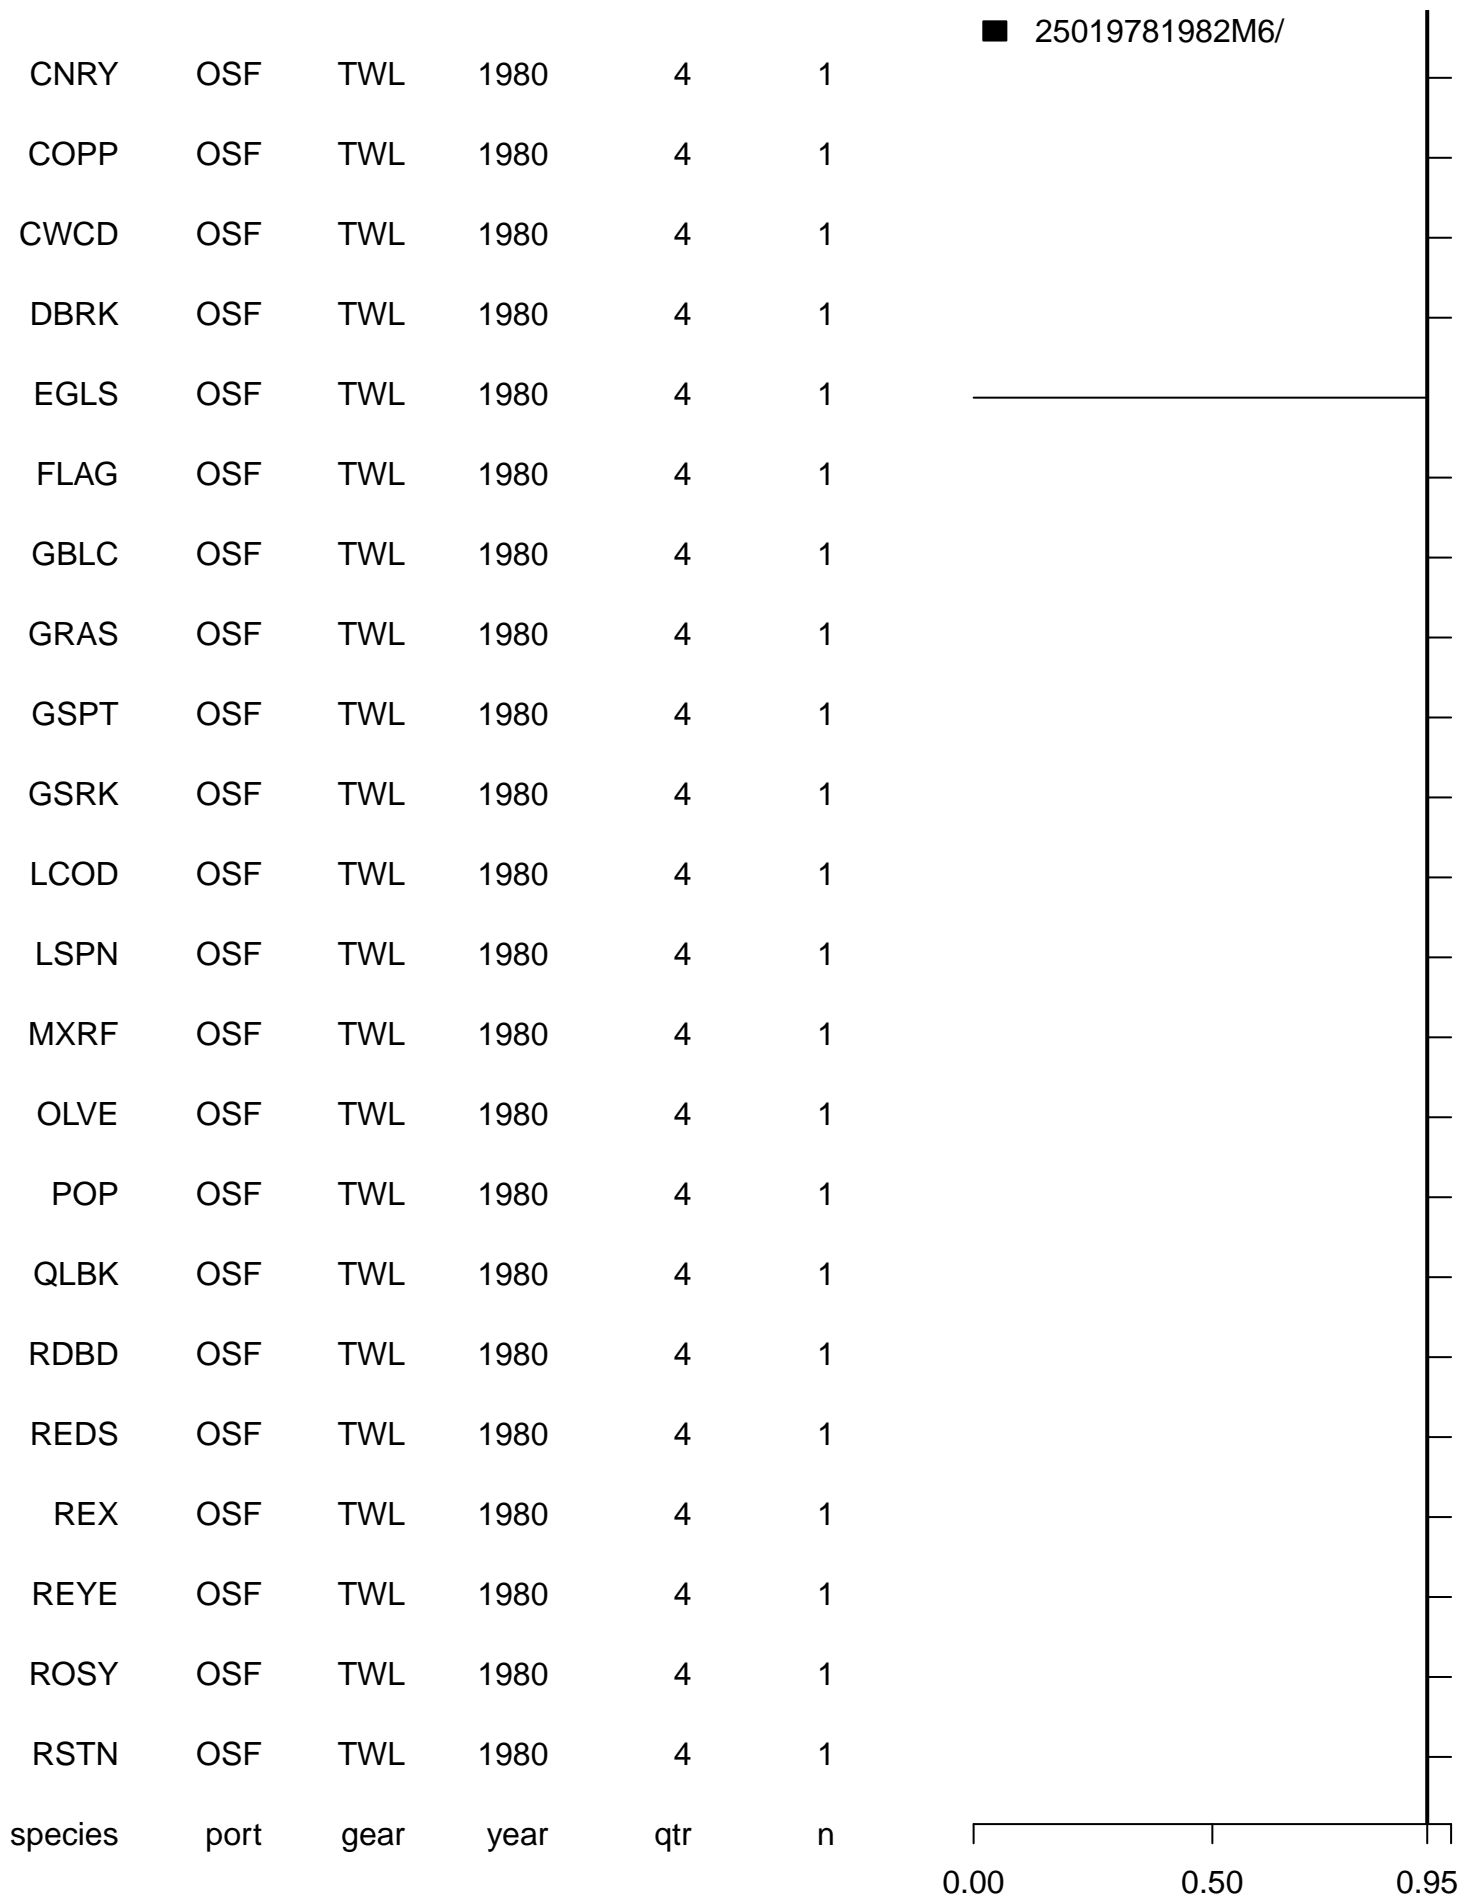 25019781982M6/
CNRY OSF TWL 1980 4 1
COPP OSF TWL 1980 4 1
CWCD OSF TWL 1980 4 1
DBRK OSF TWL 1980 4 1
EGLS OSF TWL 1980 4 1
FLAG OSF TWL 1980 4 1
GBLC OSF TWL 1980 4 1
GRAS OSF TWL 1980 4 1
GSPT OSF TWL 1980 4 1
GSRK OSF TWL 1980 4 1
LCOD OSF TWL 1980 4 1
LSPN OSF TWL 1980 4 1
MXRF OSF TWL 1980 4 1
OLVE OSF TWL 1980 4 1
POP OSF TWL 1980 4 1
QLBK OSF TWL 1980 4 1
RDBD OSF TWL 1980 4 1
REDS OSF TWL 1980 4 1
REX OSF TWL 1980 4 1
REYE OSF TWL 1980 4 1
ROSY OSF TWL 1980 4 1
RSTN OSF TWL 1980 4 1
species port gear year qtr n
0.00 0.50 0.95